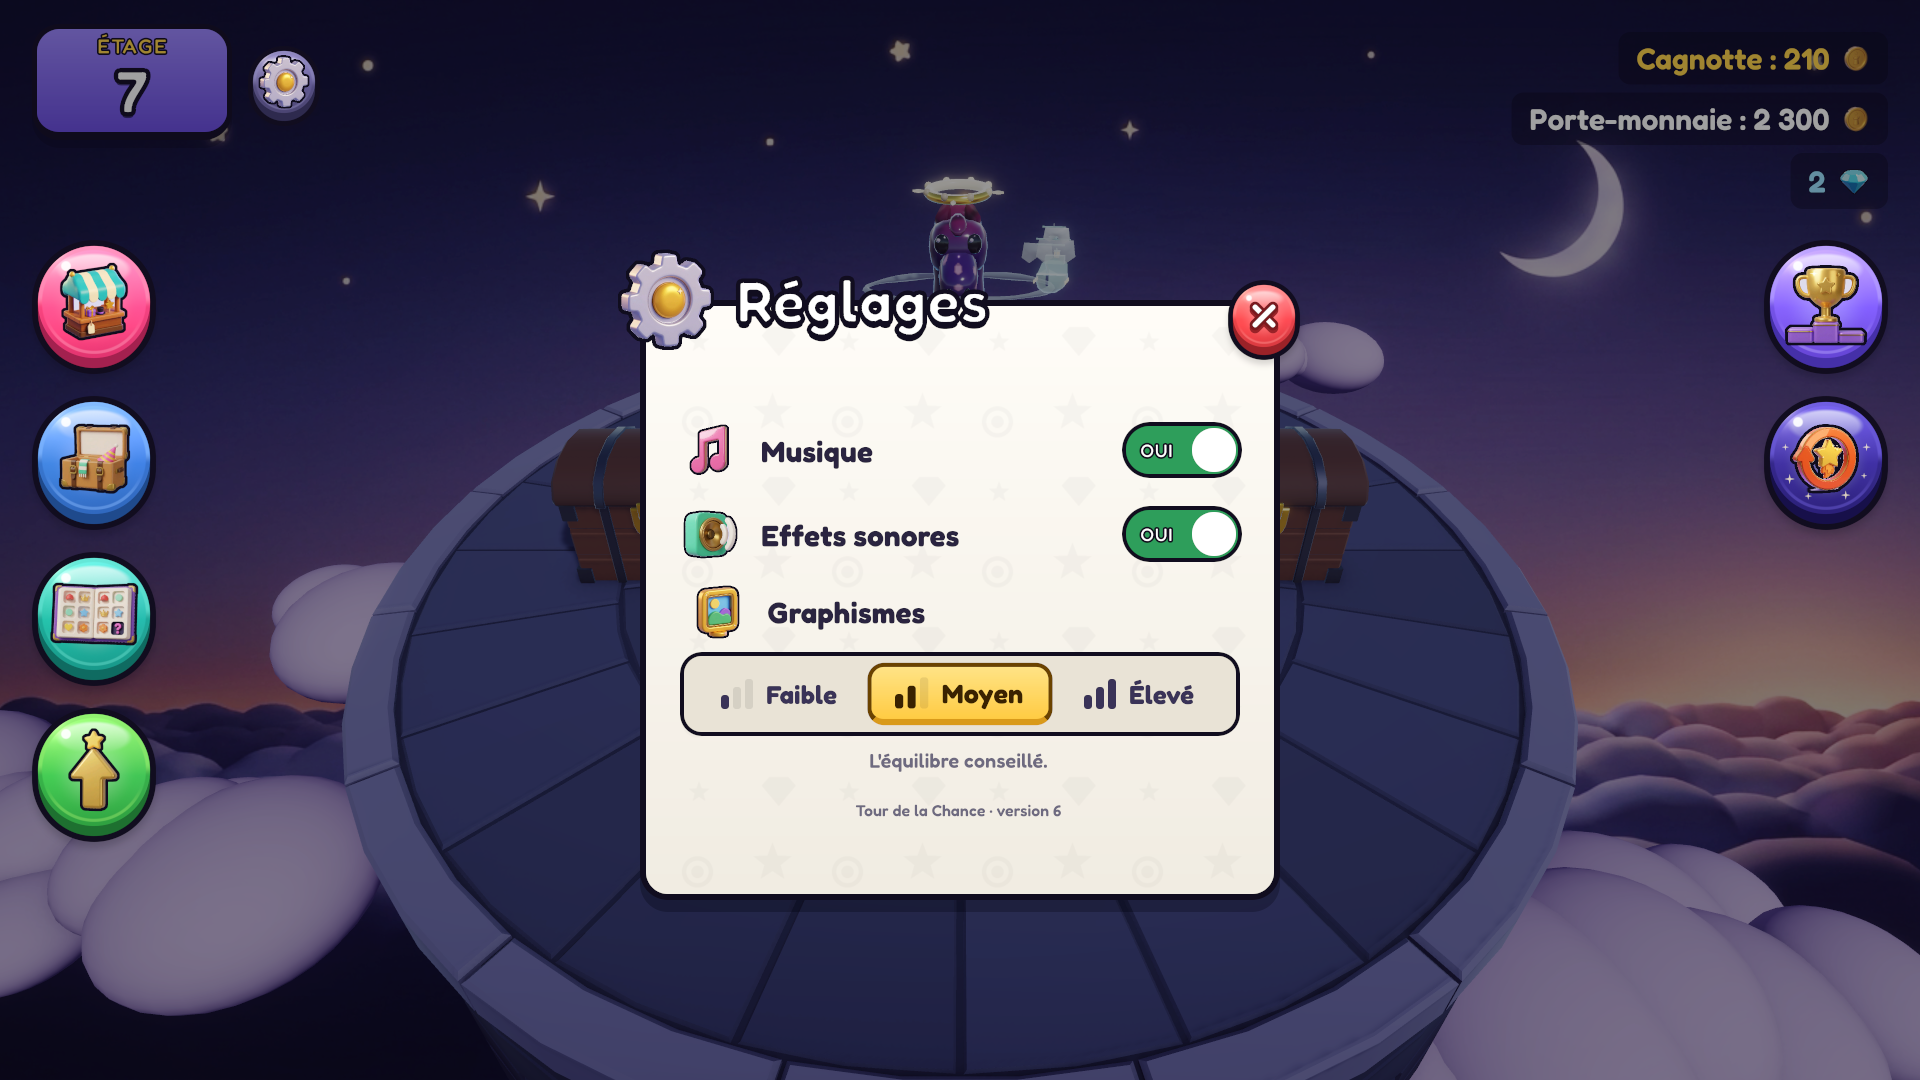 ÉTAGE
7
Cagnotte : 210
Porte-monnaie : 2 300
2
Réglages
Musique
OUI
Effets sonores
OUI
Graphismes
Faible
Moyen
Élevé
L'équilibre conseillé.
Tour de la Chance · version 6
?